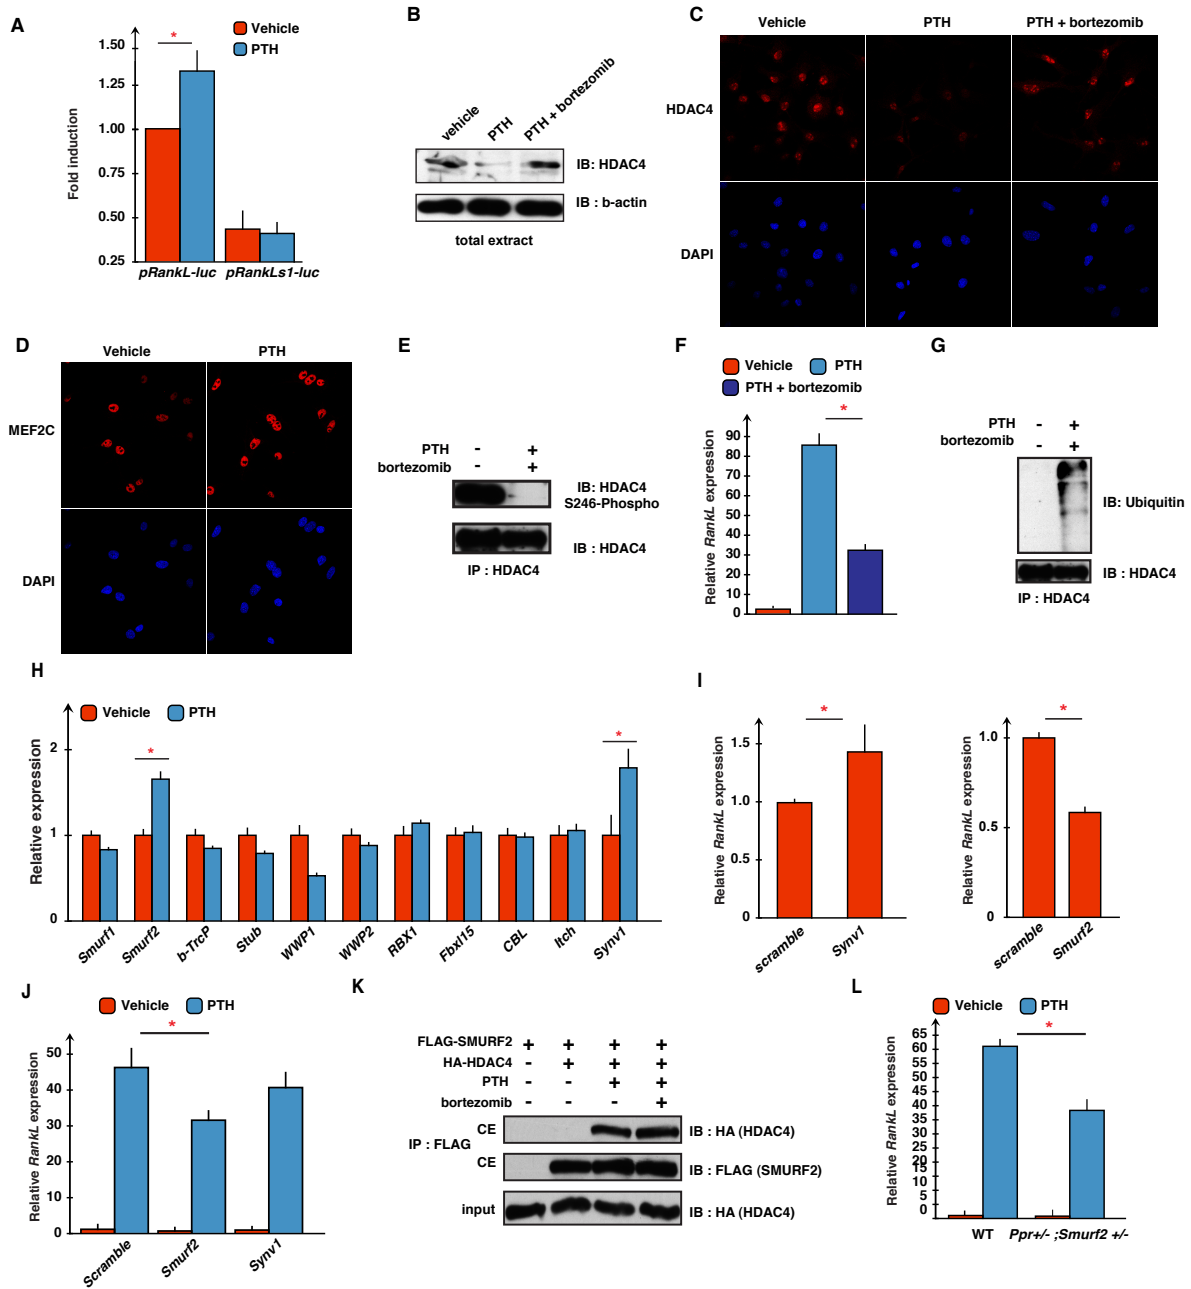 A
Vehicle
PTH
*
1.50
1.25
1.00
0.75
0.50
0.25
Fold induction
pRankL-luc pRankLs1-luc
B
vehicle
PTH
PTH + bortezomib
IB: HDAC4
IB : b-actin
total extract
C
Vehicle PTH PTH + bortezomib
HDAC4
DAPI
D
Vehicle PTH
MEF2C
DAPI
E
PTH - +
bortezomib - +
IB: HDAC4
S246-Phospho
IB : HDAC4
IP : HDAC4
F
Vehicle PTH
PTH + bortezomib
*
90
80
70
60
50
40
30
20
10
0
Relative RankL expression
G
PTH - +
bortezomib - +
IB: Ubiquitin
IB : HDAC4
IP : HDAC4
H
Vehicle PTH
* *
2
1
0
Relative expression
Smurf1 Smurf2 b-TrcP Stub WWP1 WWP2 RBX1 Fbxl15 CBL Itch Synv1
I
*
1.5
1.0
0.5
0
Relative RankL expression
scramble Synv1
*
1.0
0.5
0
Relative RankL expression
scramble Smurf2
J
Vehicle PTH
*
50
40
30
20
10
0
Relative RankL expression
Scramble Smurf2 Synv1
K
FLAG-SMURF2 + + + +
HA-HDAC4 - + + +
PTH - - + +
bortezomib - - - +
IP : FLAG
CE IB : HA (HDAC4)
CE IB : FLAG (SMURF2)
input IB : HA (HDAC4)
L
Vehicle PTH
*
65
60
55
50
45
40
35
30
25
20
15
10
5
0
Relative RankL expression
WT Ppr+/- ;Smurf2 +/-